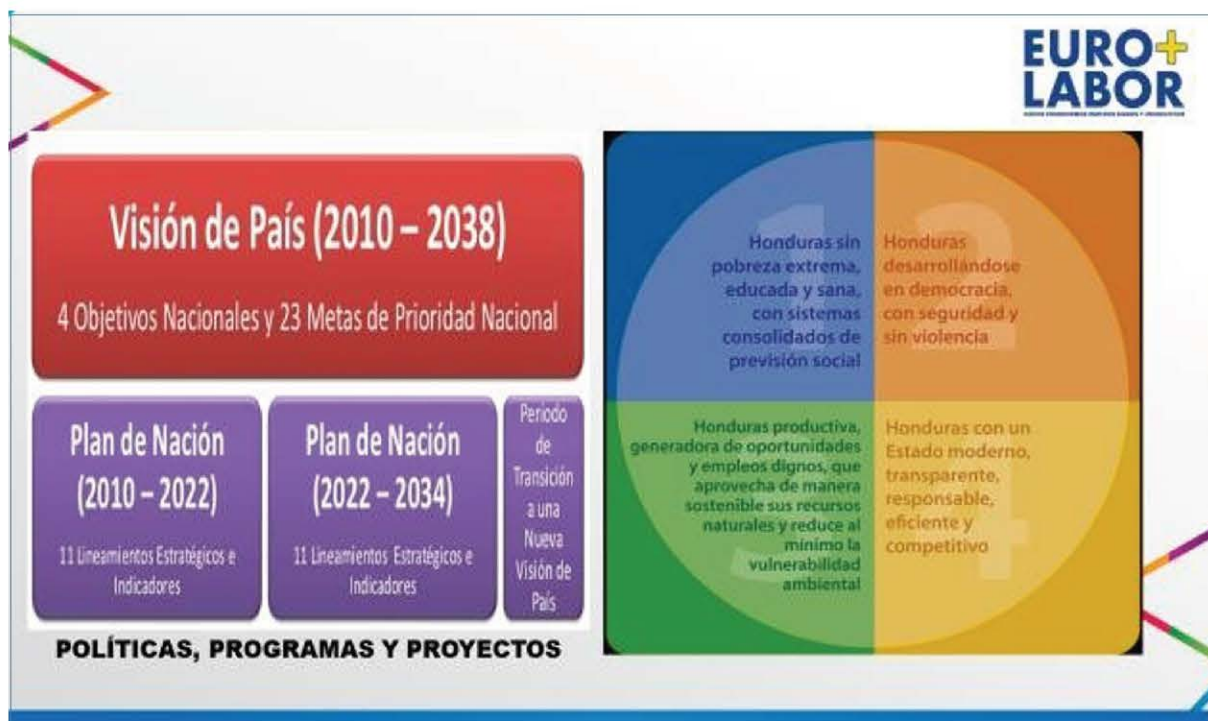 EURO+
LABOR
Visión de País (2010 – 2038)
4 Objetivos Nacionales y 23 Metas de Prioridad Nacional
Plan de Nación
(2010 – 2022)
11 Lineamientos Estratégicos e
Indicadores
Plan de Nación
(2022 – 2034)
11 Lineamientos Estratégicos e
Indicadores
Periodo
de
Transición
a una
Nueva
Visión de
País
POLÍTICAS, PROGRAMAS Y PROYECTOS
1
Honduras sin
pobreza extrema,
educada y sana,
con sistemas
consolidados de
previsión social
2
Honduras
desarrollándose
en democracia,
con seguridad y
sin violencia
3
Honduras productiva,
generadora de oportunidades
y empleos dignos, que
aprovecha de manera
sostenible sus recursos
naturales y reduce al
mínimo la
vulnerabilidad
ambiental
4
Honduras con un
Estado moderno,
transparente,
responsable,
eficiente y
competitivo